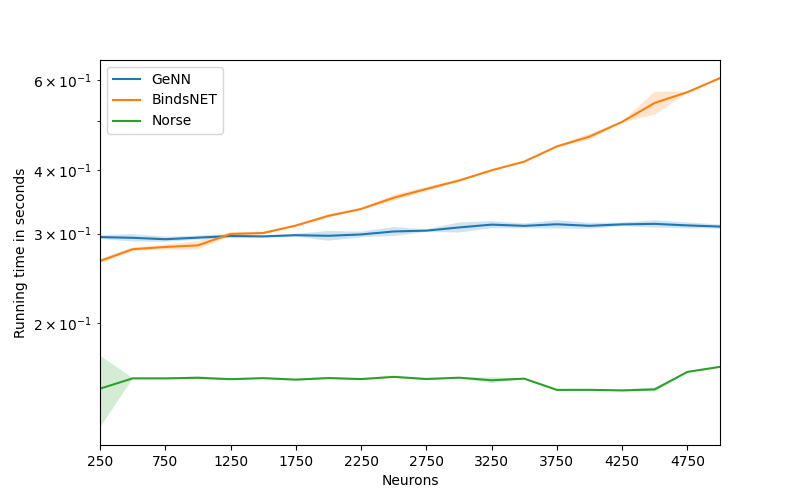 GeNN
BindsNET
Norse
6 × 10⁻¹
4 × 10⁻¹
3 × 10⁻¹
2 × 10⁻¹
Running time in seconds
250 750 1250 1750 2250 2750 3250 3750 4250 4750
Neurons